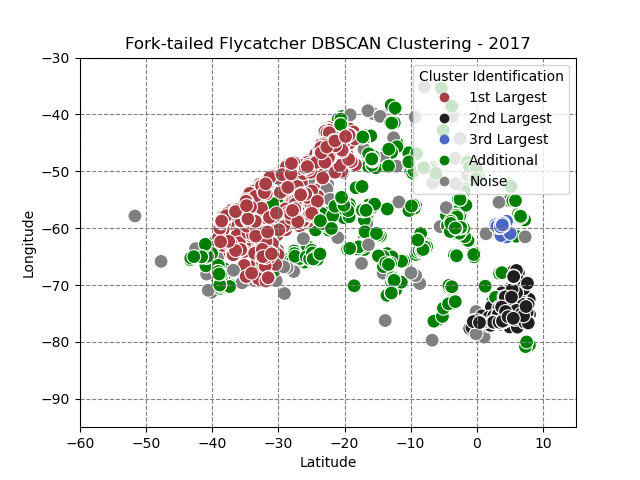 Fork-tailed Flycatcher DBSCAN Clustering - 2017
−30
−40
−50
−60
−70
−80
−90
Longitude
Cluster Identification
1st Largest
2nd Largest
3rd Largest
Additional
Noise
−60
−50
−40
−30
−20
−10
0
10
Latitude